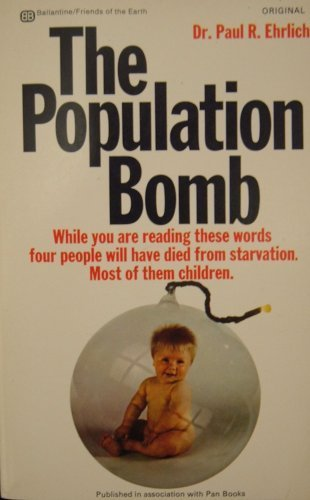 Ballantine/Friends of the Earth
ORIGINAL
Dr. Paul R. Ehrlich
The
Population
Bomb
While you are reading these words
four people will have died from starvation.
Most of them children.
Published in association with Pan Books